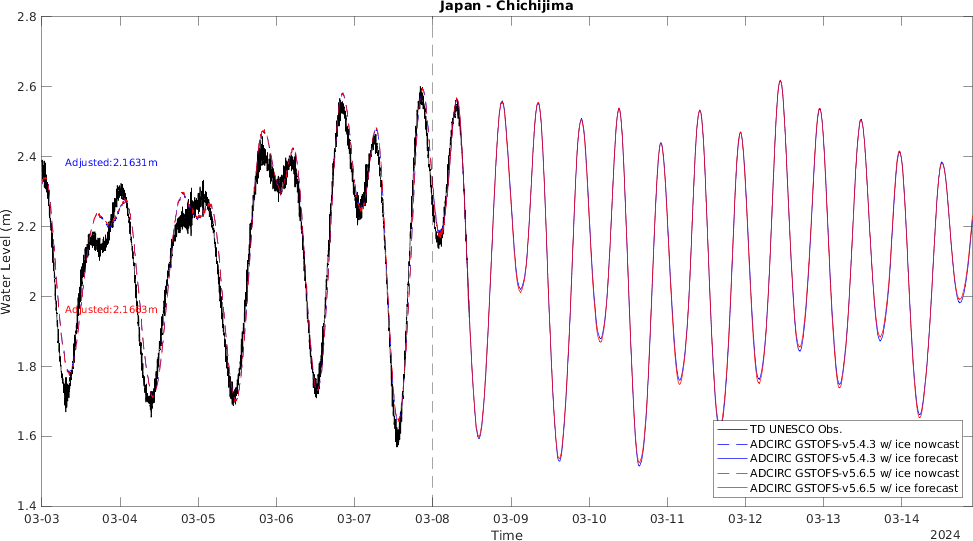 Japan - Chichijima
2.8
2.6
2.4
2.2
2
1.8
1.6
1.4
Water Level (m)
Adjusted:2.1631m
Adjusted:2.1663m
TD UNESCO Obs.
ADCIRC GSTOFS-v5.4.3 w/ ice nowcast
ADCIRC GSTOFS-v5.4.3 w/ ice forecast
ADCIRC GSTOFS-v5.6.5 w/ ice nowcast
ADCIRC GSTOFS-v5.6.5 w/ ice forecast
03-03 03-04 03-05 03-06 03-07 03-08 03-09 03-10 03-11 03-12 03-13 03-14
Time
2024